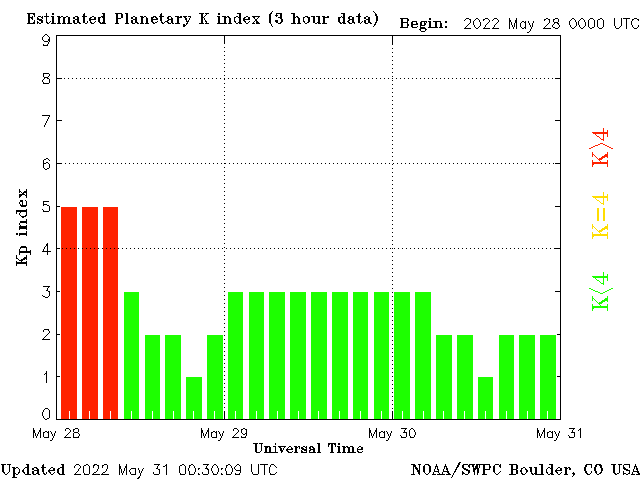 Estimated Planetary K index (3 hour data) Begin: 2022 May 28 0000 UTC
9
8
7
6
5
4
3
2
1
0
Kp index
K>4
K=4
K<4
May 28 May 29 May 30 May 31
Universal Time
Updated 2022 May 31 00:30:09 UTC NOAA/SWPC Boulder, CO USA